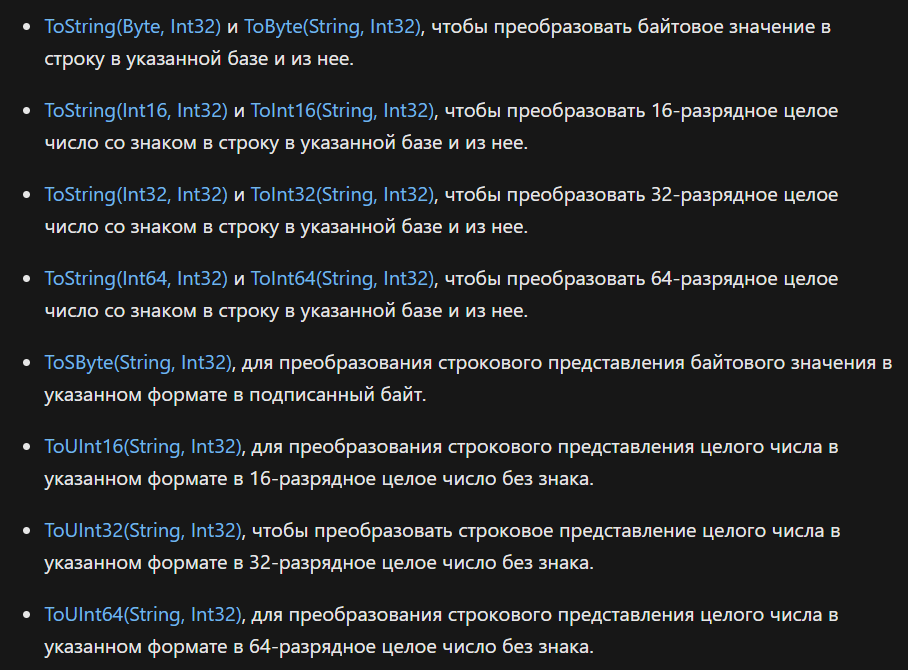 • ToString(Byte, Int32) и ToByte(String, Int32), чтобы преобразовать байтовое значение в
строку в указанной базе и из нее.
• ToString(Int16, Int32) и ToInt16(String, Int32), чтобы преобразовать 16-разрядное целое
число со знаком в строку в указанной базе и из нее.
• ToString(Int32, Int32) и ToInt32(String, Int32), чтобы преобразовать 32-разрядное целое
число со знаком в строку в указанной базе и из нее.
• ToString(Int64, Int32) и ToInt64(String, Int32), чтобы преобразовать 64-разрядное целое
число со знаком в строку в указанной базе и из нее.
• ToSByte(String, Int32), для преобразования строкового представления байтового значения в
указанном формате в подписанный байт.
• ToUInt16(String, Int32), для преобразования строкового представления целого числа в
указанном формате в 16-разрядное целое число без знака.
• ToUInt32(String, Int32), чтобы преобразовать строковое представление целого числа в
указанном формате в 32-разрядное целое число без знака.
• ToUInt64(String, Int32), для преобразования строкового представления целого числа в
указанном формате в 64-разрядное целое число без знака.